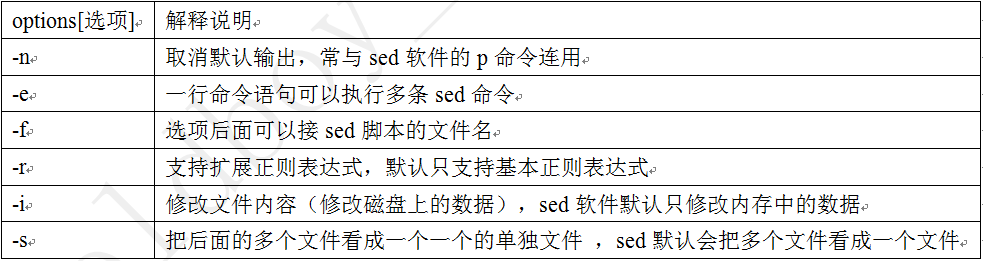 options[选项] 解释说明
-n 取消默认输出，常与 sed 软件的 p 命令连用
-e 一行命令语句可以执行多条 sed 命令
-f 选项后面可以接 sed 脚本的文件名
-r 支持扩展正则表达式，默认只支持基本正则表达式
-i 修改文件内容（修改磁盘上的数据），sed 软件默认只修改内存中的数据
-s 把后面的多个文件看成一个一个的单独文件 ，sed 默认会把多个文件看成一个文件